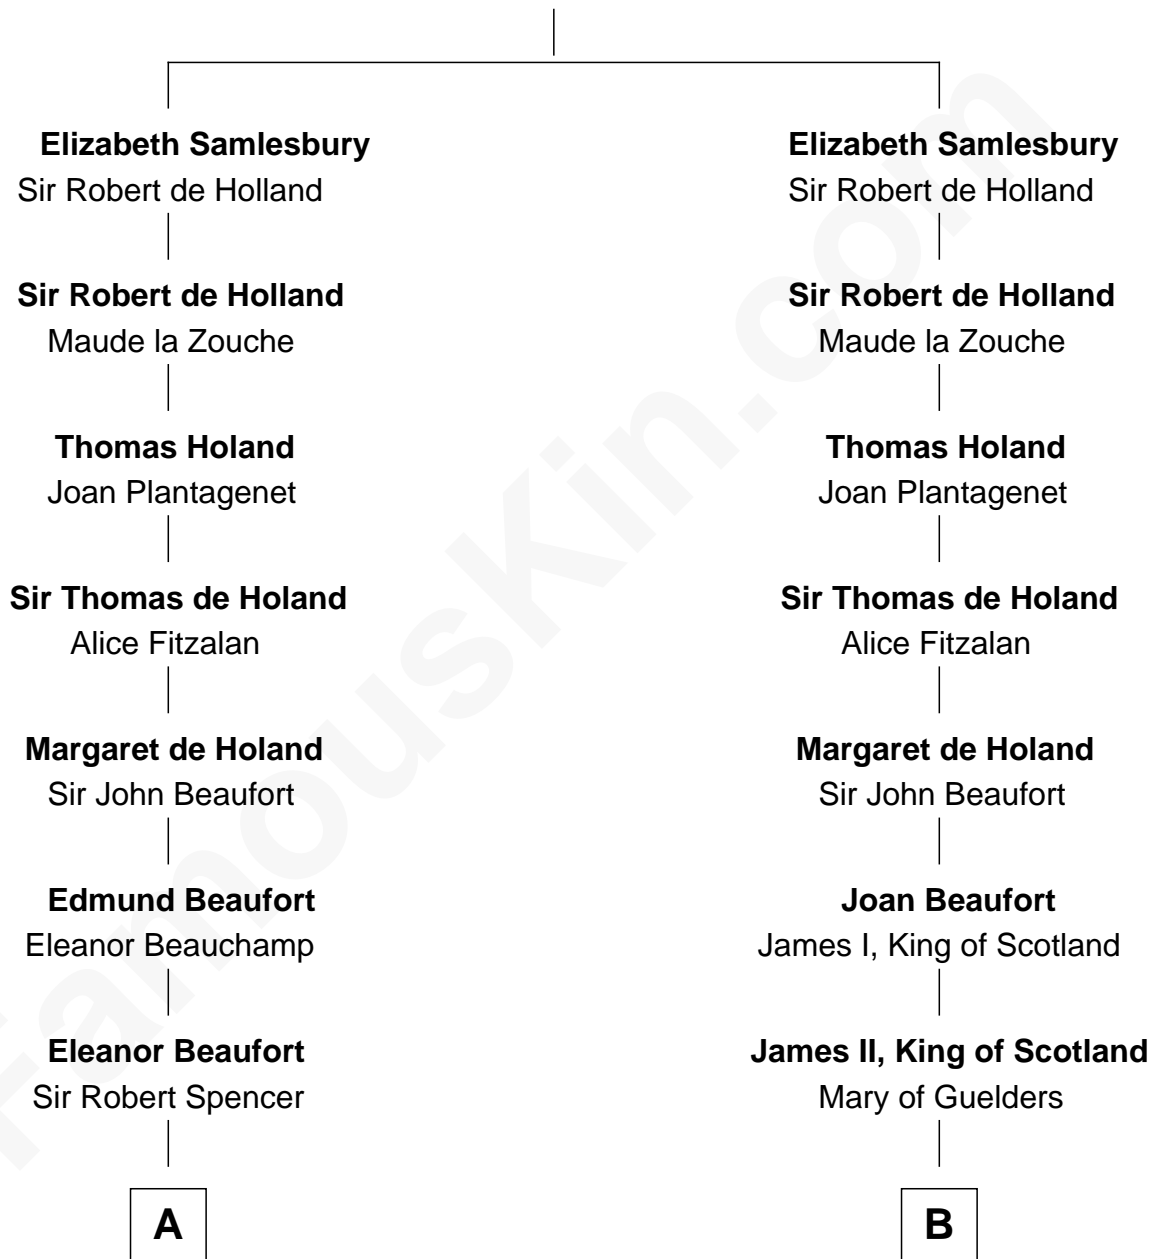 Elizabeth Samlesbury
Sir Robert de Holland
Sir Robert de Holland
Maude la Zouche
Thomas Holand
Joan Plantagenet
Sir Thomas de Holand
Alice Fitzalan
Margaret de Holand
Sir John Beaufort
Edmund Beaufort
Eleanor Beauchamp
Eleanor Beaufort
Sir Robert Spencer
A
Elizabeth Samlesbury
Sir Robert de Holland
Sir Robert de Holland
Maude la Zouche
Thomas Holand
Joan Plantagenet
Sir Thomas de Holand
Alice Fitzalan
Margaret de Holand
Sir John Beaufort
Joan Beaufort
James I, King of Scotland
James II, King of Scotland
Mary of Guelders
B
FamousKin.com